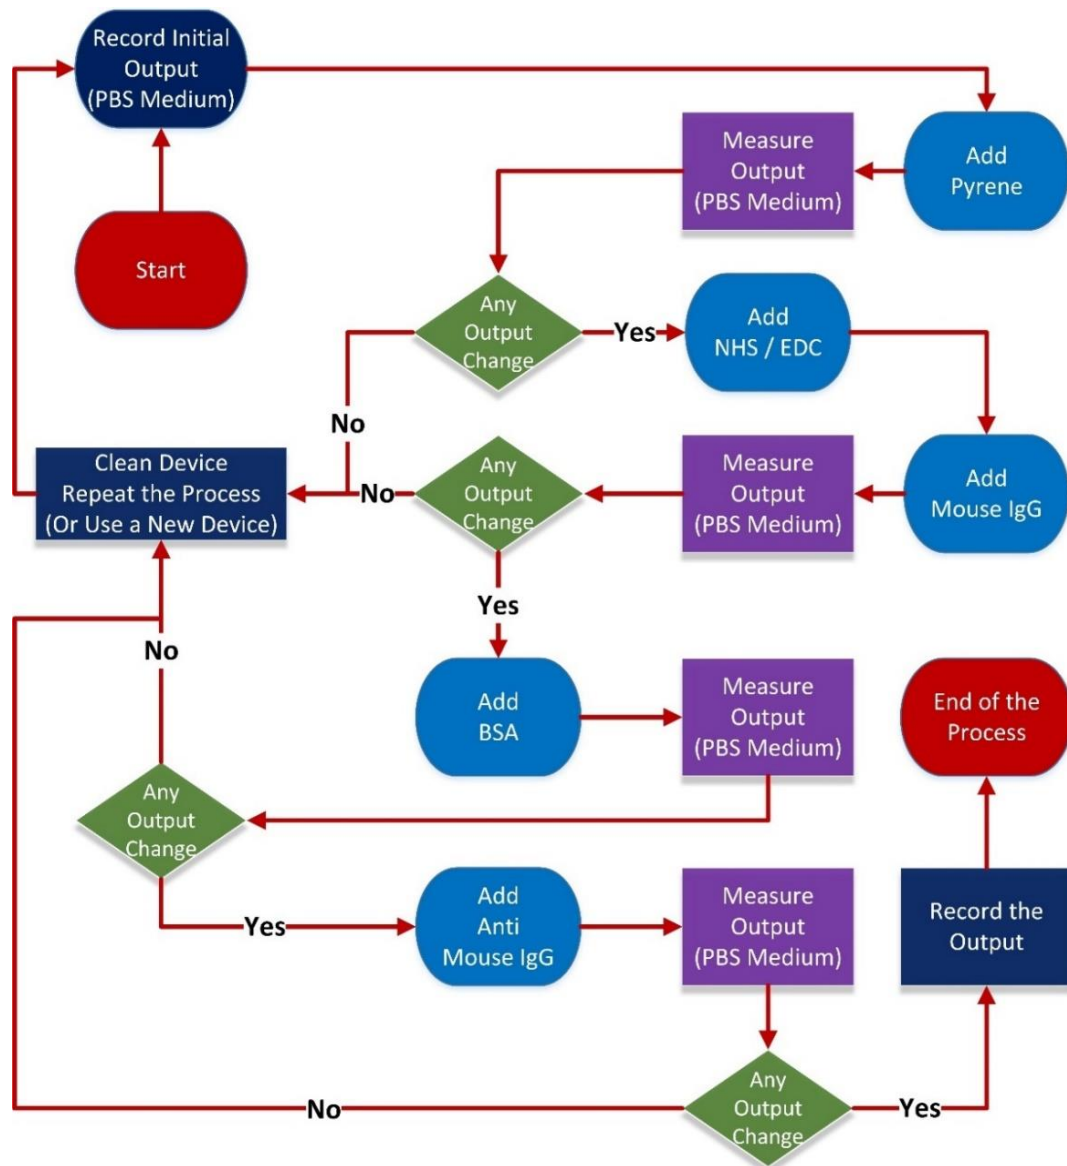 Record Initial
Output
(PBS Medium)
Start
Measure
Output
(PBS Medium)
Add
Pyrene
Any
Output
Change
Yes
Add
NHS / EDC
No
Clean Device
Repeat the Process
(Or Use a New Device)
No
Any
Output
Change
Measure
Output
(PBS Medium)
Add
Mouse IgG
Yes
No
Add
BSA
Measure
Output
(PBS Medium)
End of the
Process
Any
Output
Change
Yes
Add
Anti
Mouse IgG
Measure
Output
(PBS Medium)
Record the
Output
No
Any
Output
Change
Yes